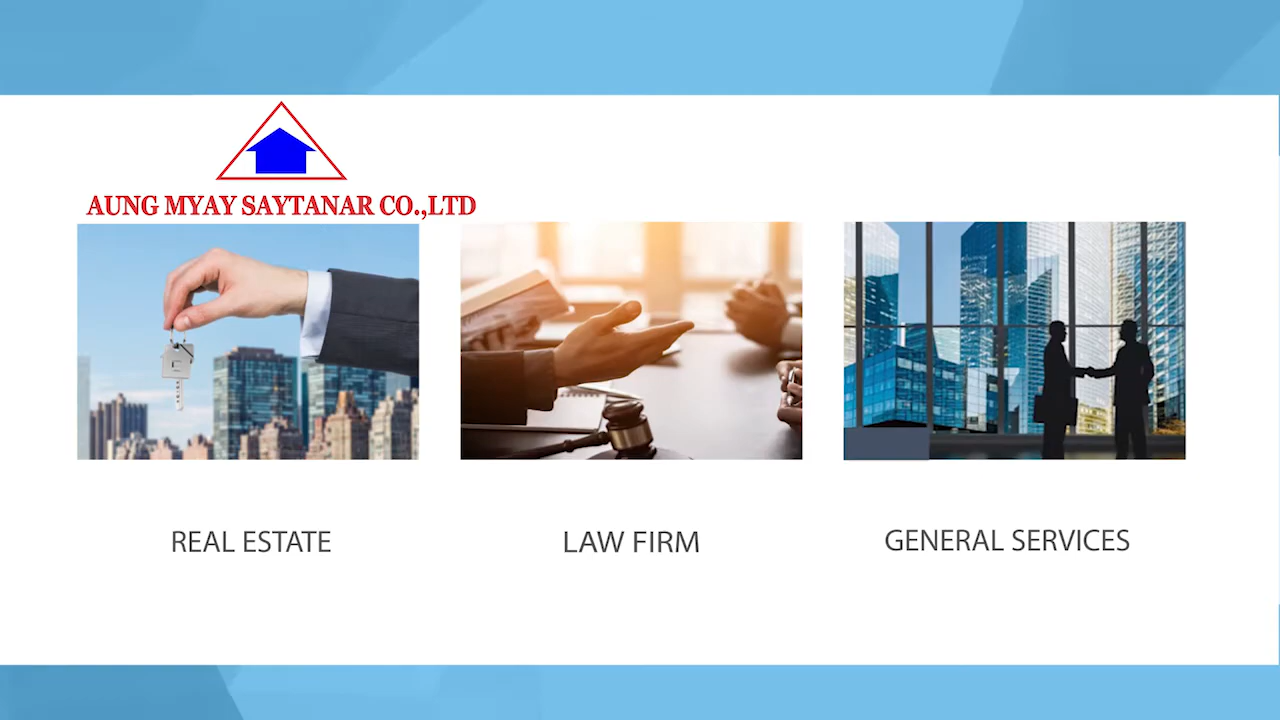 AUNG MYAY SAYTANAR CO.,LTD
REAL ESTATE
LAW FIRM
GENERAL SERVICES